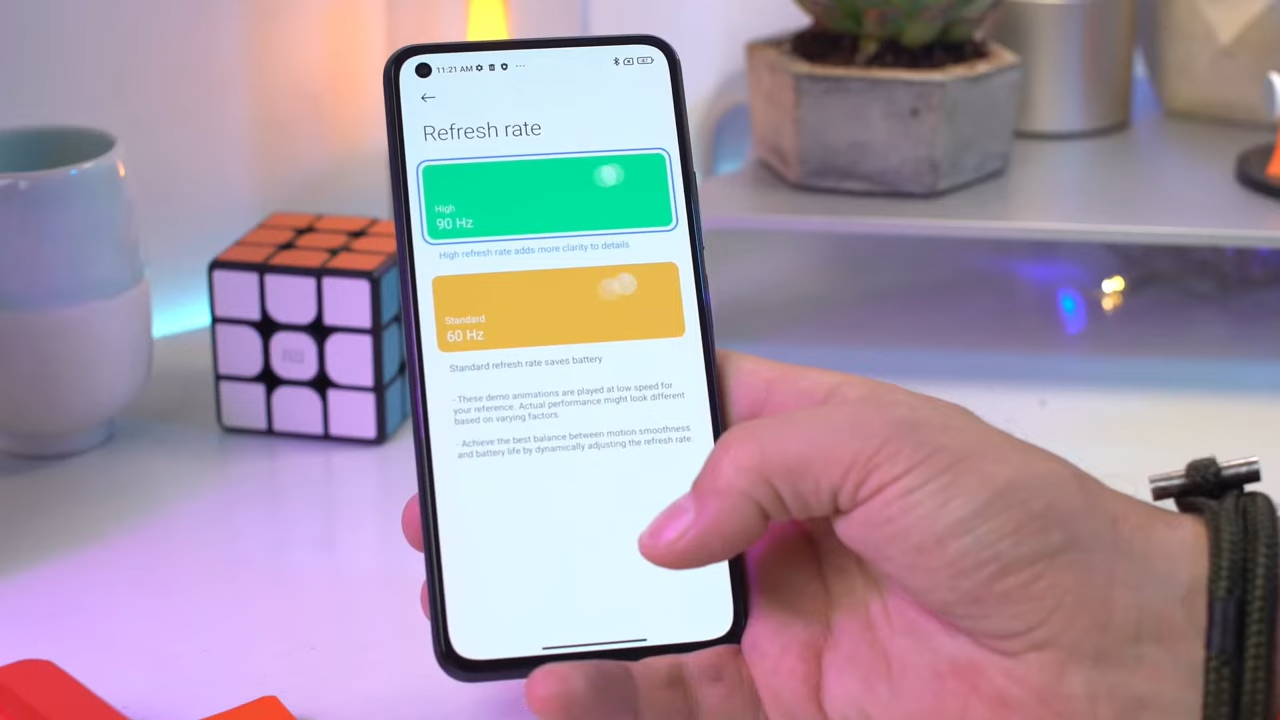 11:21 AM
Refresh rate
High
90 Hz
High refresh rate adds more clarity to details
Standard
60 Hz
Standard refresh rate saves battery
- These demo animations are played at low speed for
your reference. Actual performance might look different
based on varying factors.
- Achieve the best balance between motion smoothness
and battery life by dynamically adjusting the refresh rate.